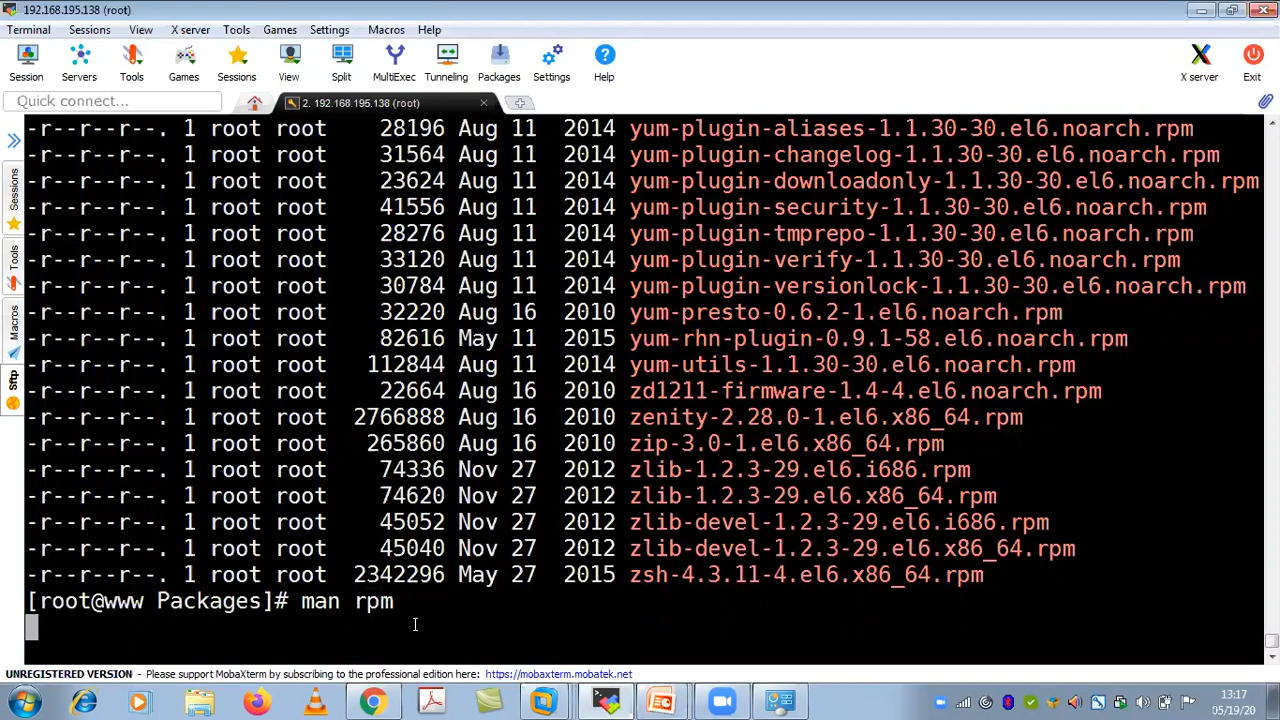 192.168.195.138 (root)
Terminal Sessions View X server Tools Games Settings Macros Help
Session Servers Tools Games Sessions View Split MultiExec Tunneling Packages Settings Help X server Exit
Quick connect... 2. 192.168.195.138 (root)
-r--r--r--. 1 root root 28196 Aug 11 2014 yum-plugin-aliases-1.1.30-30.el6.noarch.rpm
-r--r--r--. 1 root root 31564 Aug 11 2014 yum-plugin-changelog-1.1.30-30.el6.noarch.rpm
-r--r--r--. 1 root root 23624 Aug 11 2014 yum-plugin-downloadonly-1.1.30-30.el6.noarch.rpm
-r--r--r--. 1 root root 41556 Aug 11 2014 yum-plugin-security-1.1.30-30.el6.noarch.rpm
-r--r--r--. 1 root root 28276 Aug 11 2014 yum-plugin-tmprepo-1.1.30-30.el6.noarch.rpm
-r--r--r--. 1 root root 33120 Aug 11 2014 yum-plugin-verify-1.1.30-30.el6.noarch.rpm
-r--r--r--. 1 root root 30784 Aug 11 2014 yum-plugin-versionlock-1.1.30-30.el6.noarch.rpm
-r--r--r--. 1 root root 32220 Aug 16 2010 yum-presto-0.6.2-1.el6.noarch.rpm
-r--r--r--. 1 root root 82616 May 11 2015 yum-rhn-plugin-0.9.1-58.el6.noarch.rpm
-r--r--r--. 1 root root 112844 Aug 11 2014 yum-utils-1.1.30-30.el6.noarch.rpm
-r--r--r--. 1 root root 22664 Aug 16 2010 zd1211-firmware-1.4-4.el6.noarch.rpm
-r--r--r--. 1 root root 2766888 Aug 16 2010 zenity-2.28.0-1.el6.x86_64.rpm
-r--r--r--. 1 root root 265860 Aug 16 2010 zip-3.0-1.el6.x86_64.rpm
-r--r--r--. 1 root root 74336 Nov 27 2012 zlib-1.2.3-29.el6.i686.rpm
-r--r--r--. 1 root root 74620 Nov 27 2012 zlib-1.2.3-29.el6.x86_64.rpm
-r--r--r--. 1 root root 45052 Nov 27 2012 zlib-devel-1.2.3-29.el6.i686.rpm
-r--r--r--. 1 root root 45040 Nov 27 2012 zlib-devel-1.2.3-29.el6.x86_64.rpm
-r--r--r--. 1 root root 2342296 May 27 2015 zsh-4.3.11-4.el6.x86_64.rpm
[root@www Packages]# man rpm
Sessions
Tools
Macros
Sftp
UNREGISTERED VERSION - Please support MobaXterm by subscribing to the professional edition here: https://mobaxterm.mobatek.net
13:17
05/19/20